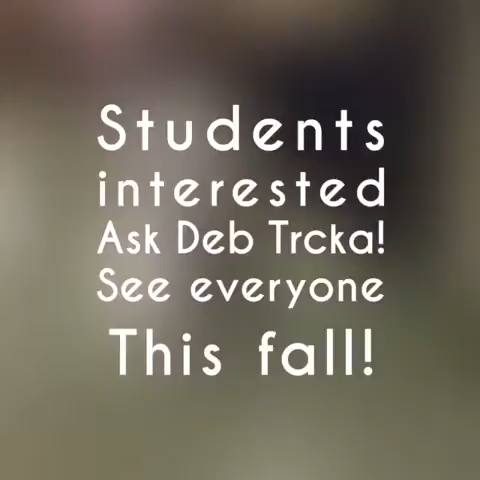 Students
interested
Ask Deb Trcka!
See everyone
This fall!